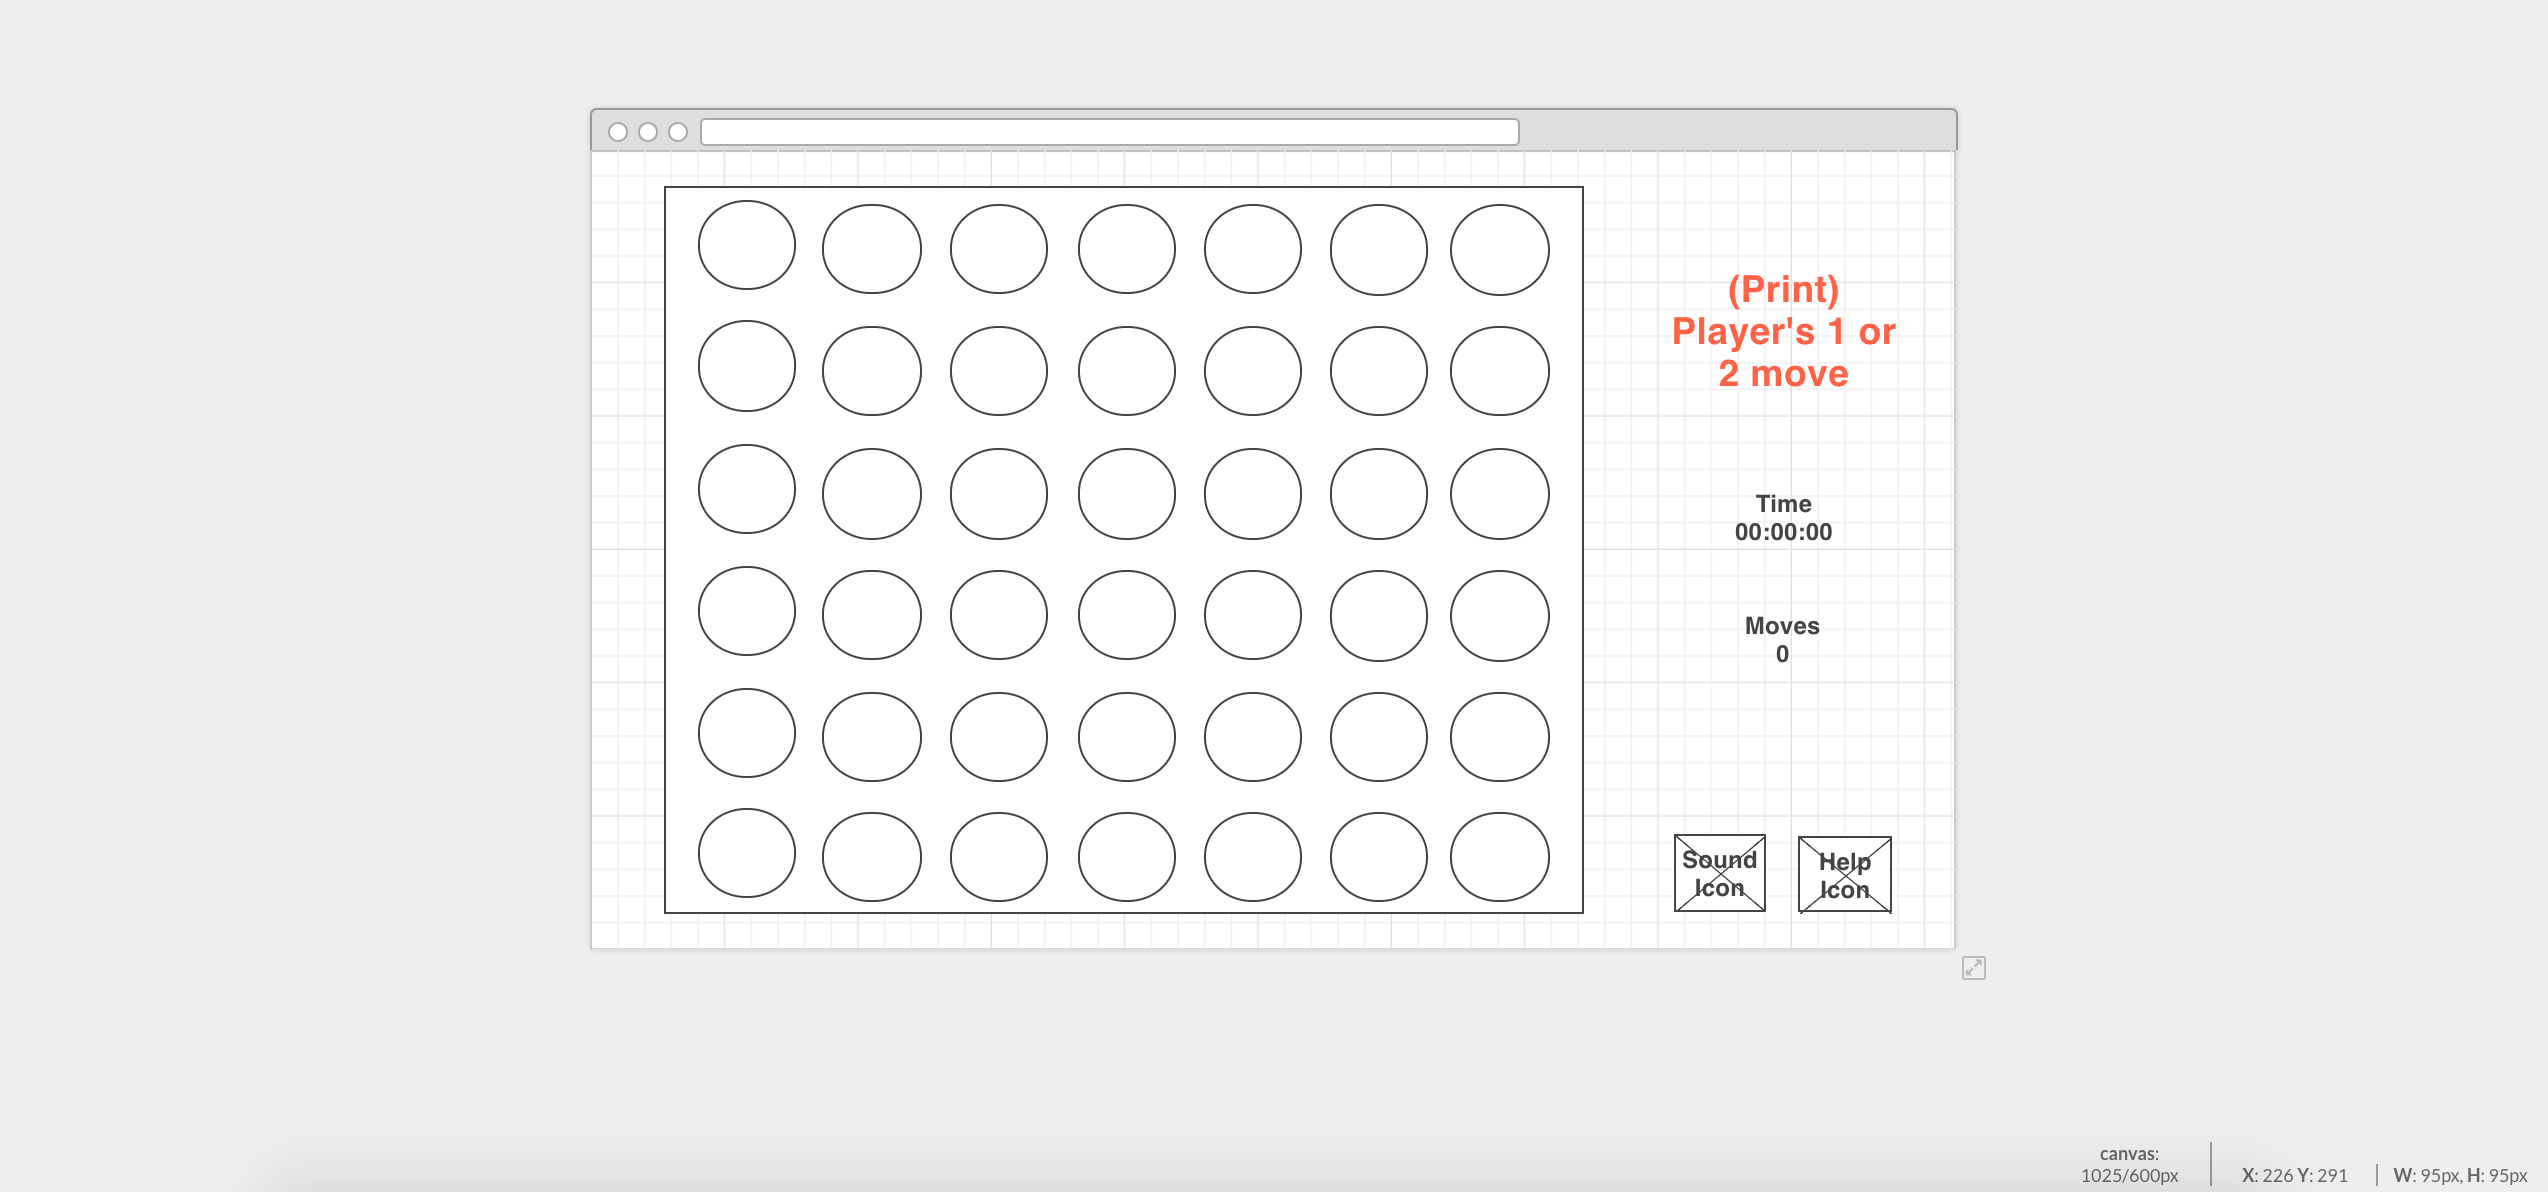 (Print)
Player's 1 or
2 move
Time
00:00:00
Moves
0
Sound
Icon
Help
Icon
canvas:
1025/600px
X: 226 Y: 291
W: 95px, H: 95px